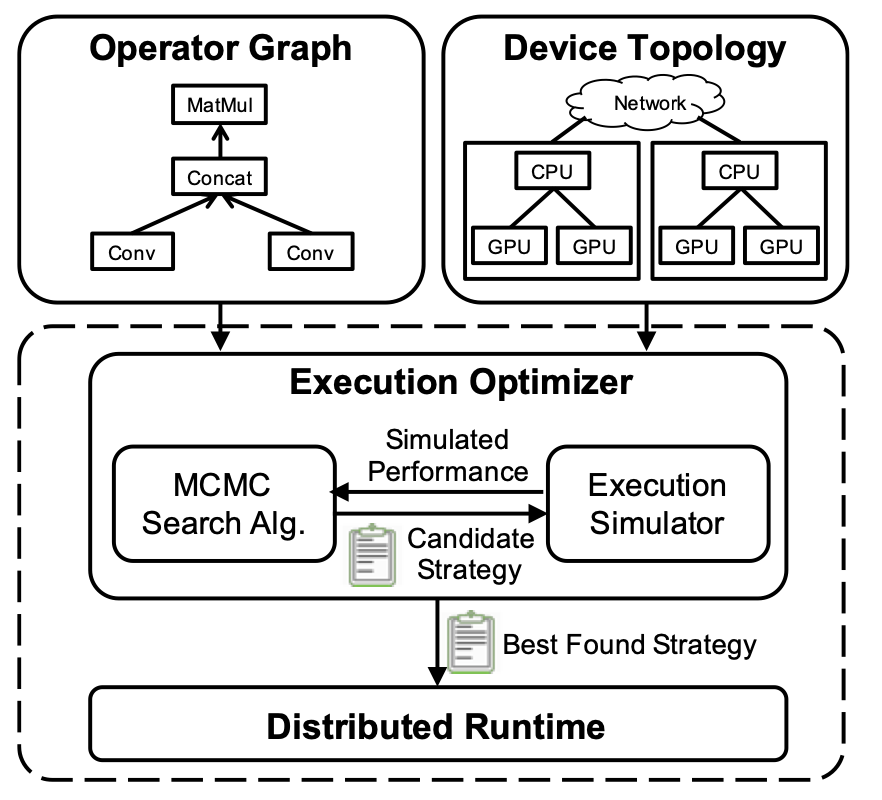 Operator Graph
MatMul
Concat
Conv
Conv
Device Topology
Network
CPU
CPU
GPU
GPU
GPU
GPU
Execution Optimizer
MCMC
Search Alg.
Simulated
Performance
Candidate
Strategy
Execution
Simulator
Best Found Strategy
Distributed Runtime